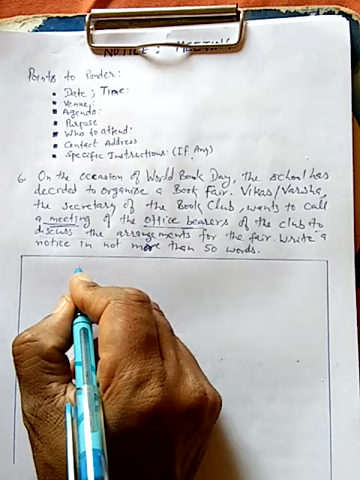 NOTICE: MEETING:
Points to Ponder:
▪ Date; Time:
▪ Venue;
▪ Agenda:
▪ Purpose
▪ Who to attend:
▪ Contact Address
▪ Specific Instructions: (If Any)
6. On the occasion of World Book Day, the school has
decided to organise a Book fair. Vikas/Varsha,
the secretary of the Book Club, wants to call
a meeting of the office bearers of the club to
discuss the arrangements for the fair. Write a
notice in not more than 50 words.